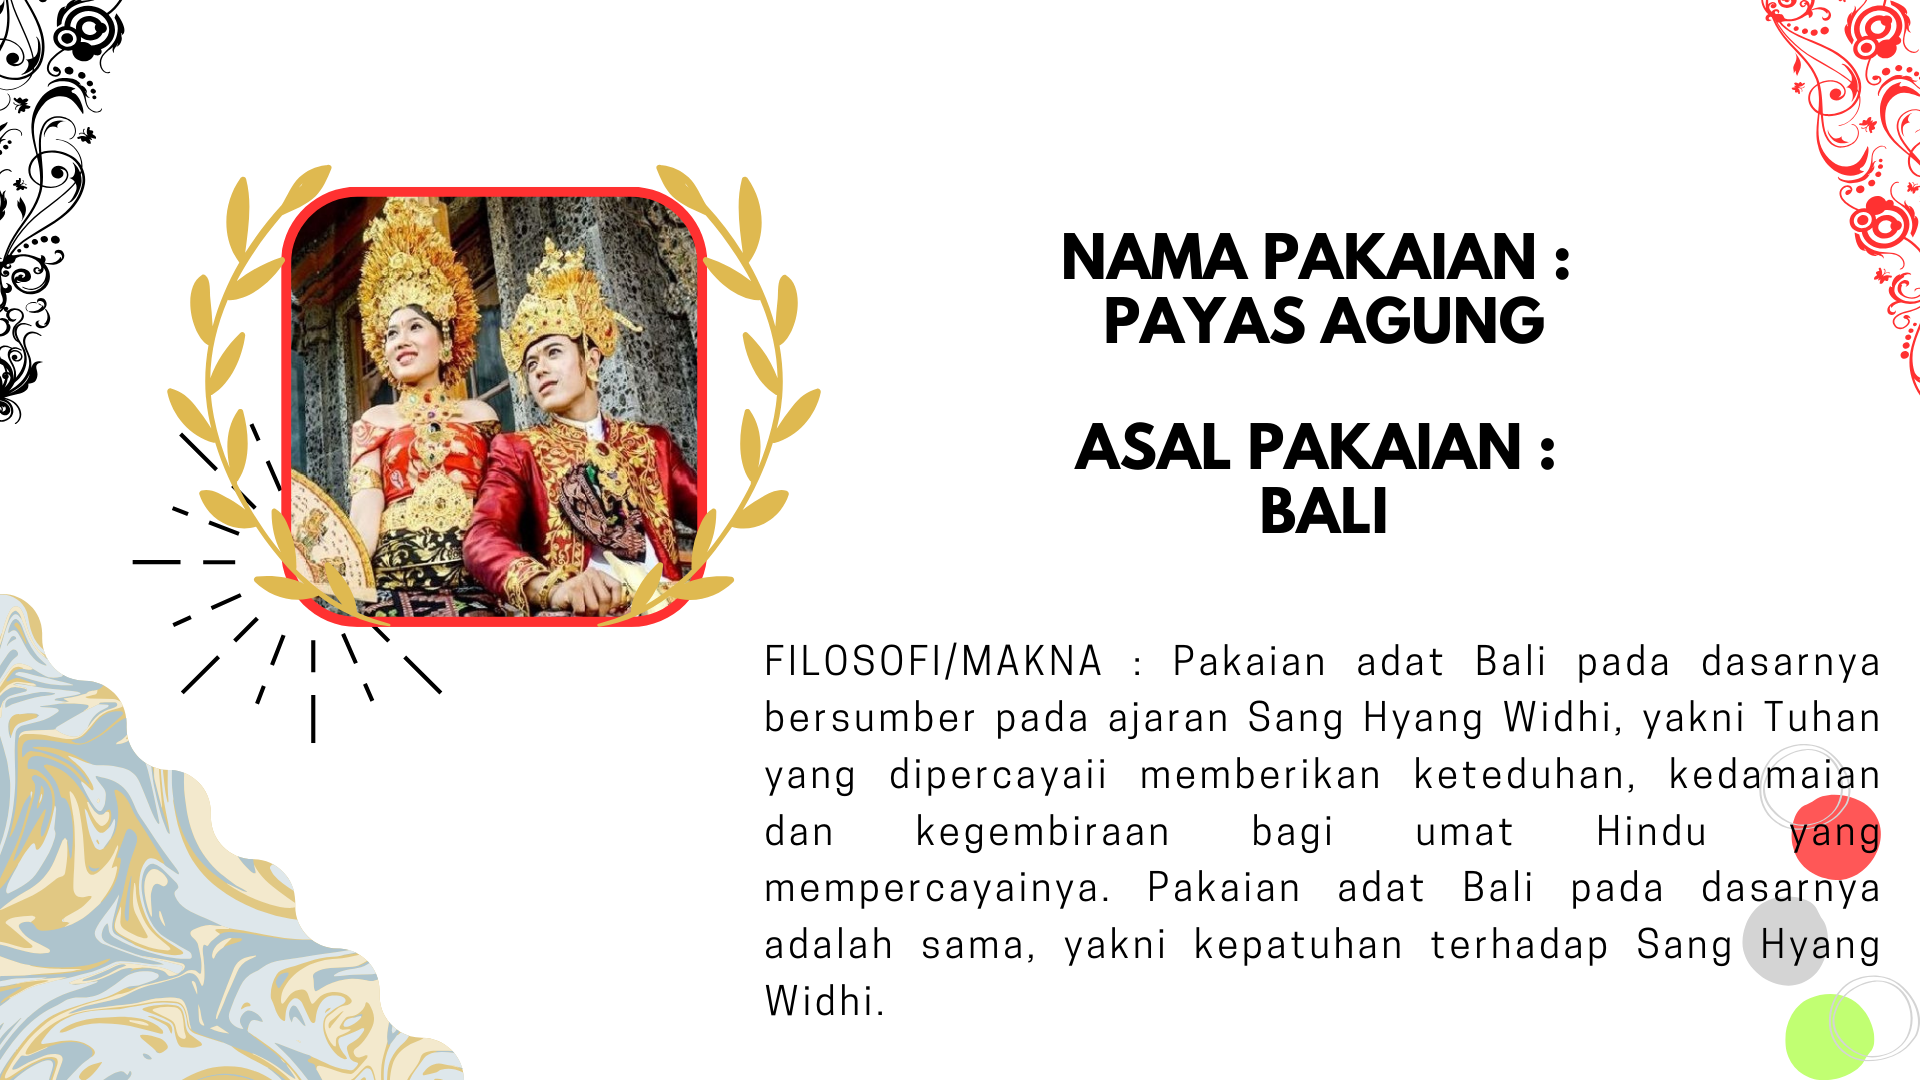 NAMA PAKAIAN :
PAYAS AGUNG
ASAL PAKAIAN :
BALI
FILOSOFI/MAKNA : Pakaian adat Bali pada dasarnya
bersumber pada ajaran Sang Hyang Widhi, yakni Tuhan
yang dipercayaii memberikan keteduhan, kedamaian
dan kegembiraan bagi umat Hindu yang
mempercayainya. Pakaian adat Bali pada dasarnya
adalah sama, yakni kepatuhan terhadap Sang Hyang
Widhi.